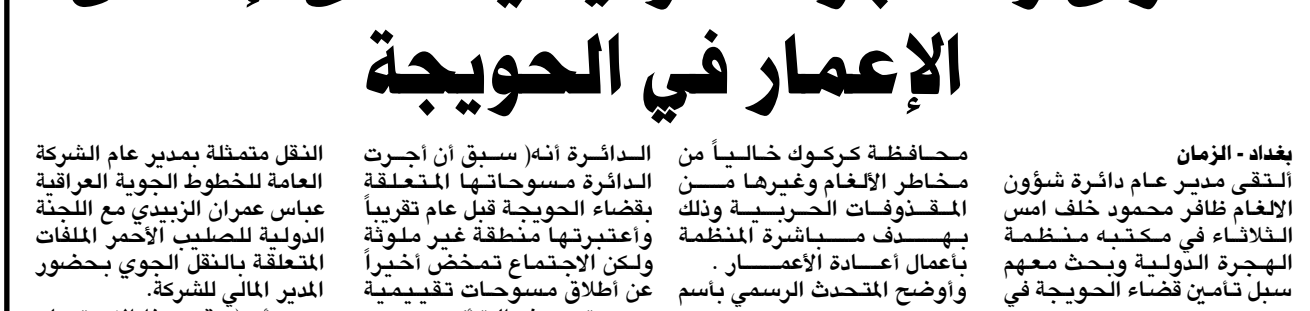 الإعمار في الحويجة
بغداد - الزمان
ألتقى مدير عام دائرة شؤون
الالغام ظافر محمود خلف امس
الثلاثاء في مكتبه منظمة
الهجرة الدولية وبحث معهم
سبل تأمين قضاء الحويجة في
محافظة كركوك خالياً من
مخاطر الألغام وغيرها من
المقذوفات الحربية وذلك
بهدف مباشرة المنظمة
بأعمال أعادة الأعمار .
وأوضح المتحدث الرسمي بأسم
الدائرة أنه( سبق أن أجرت
الدائرة مسوحاتها المتعلقة
بقضاء الحويجة قبل عام تقريباً
وأعتبرتها منطقة غير ملوثة
ولكن الاجتماع تمخض أخيراً
عن أطلاق مسوحات تقييمية
النقل متمثلة بمدير عام الشركة
العامة للخطوط الجوية العراقية
عباس عمران الزبيدي مع اللجنة
الدولية للصليب الأحمر الملفات
المتعلقة بالنقل الجوي بحضور
المدير المالي للشركة.